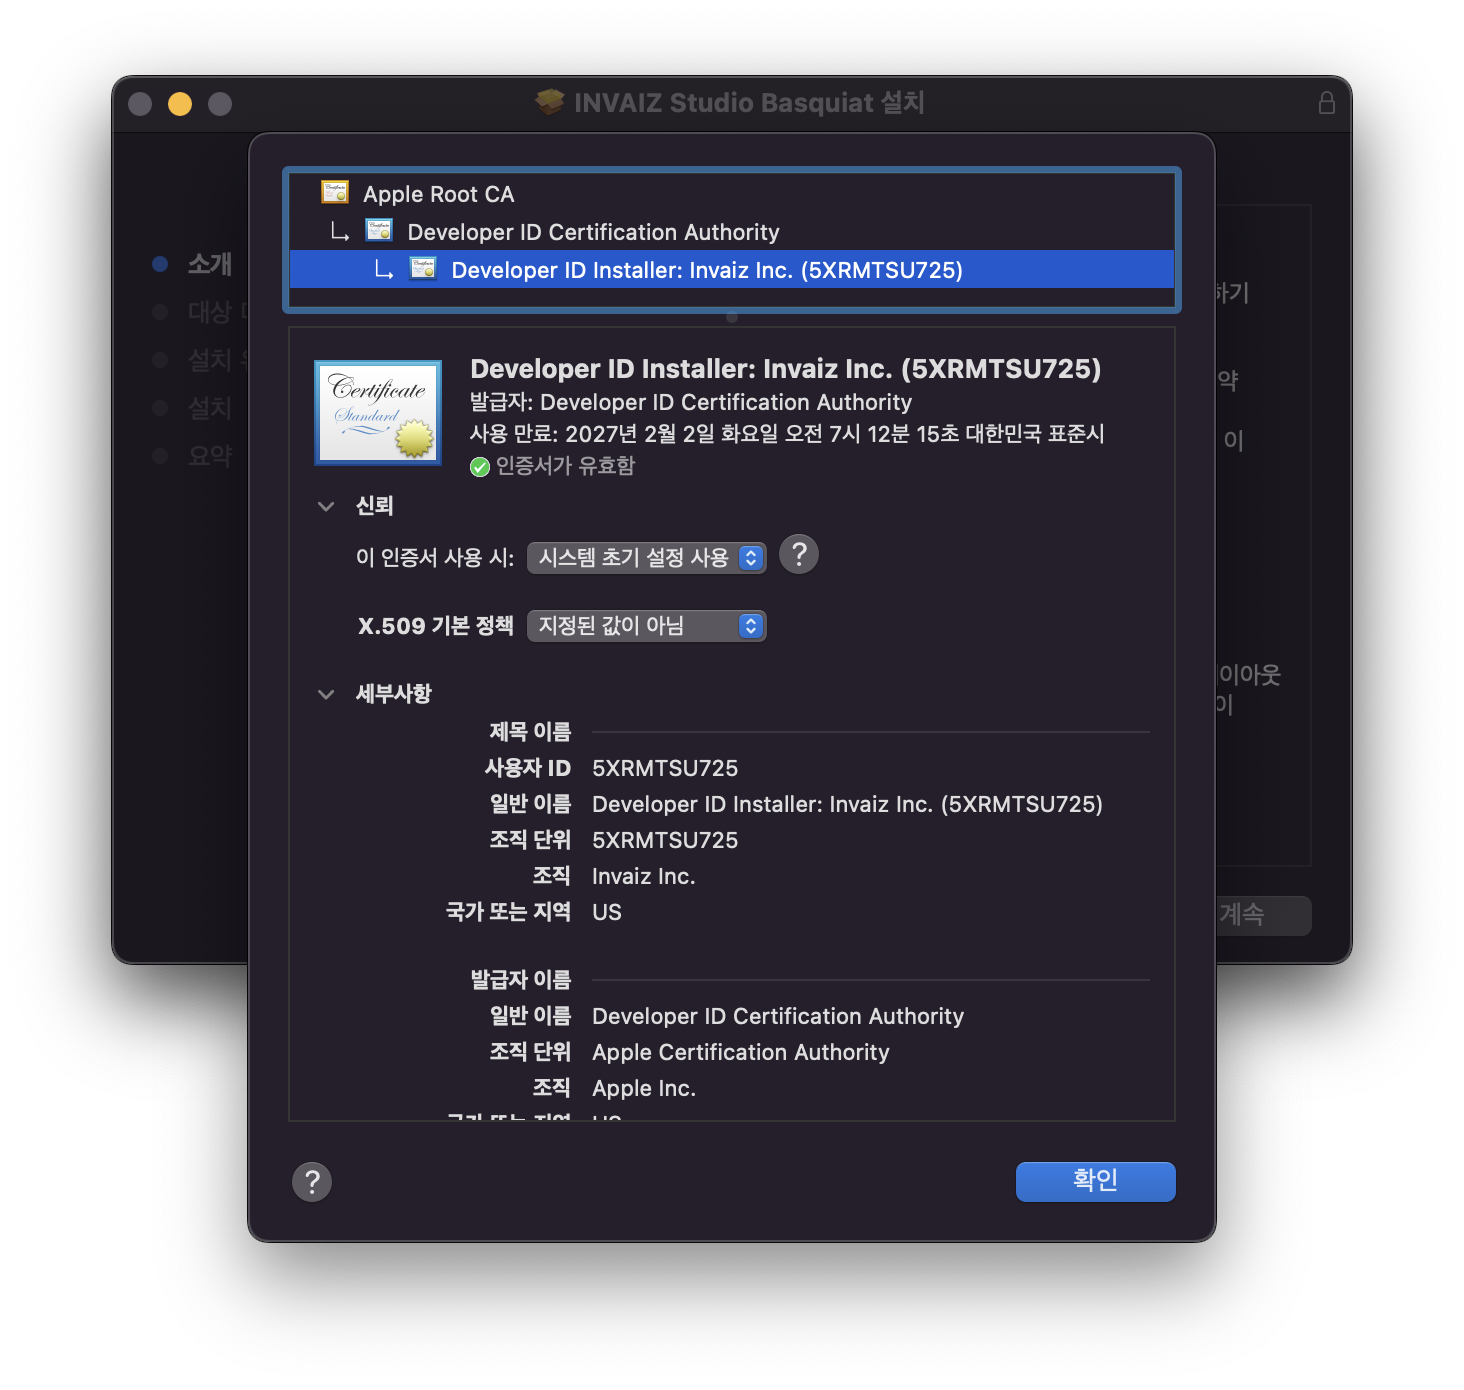 INVAIZ Studio Basquiat 설치
Apple Root CA
Developer ID Certification Authority
Developer ID Installer: Invaiz Inc. (5XRMTSU725)
소개
대상
설치
설치
요약
하기
약
이
이아웃
이
계속
Certificate
Standard
Developer ID Installer: Invaiz Inc. (5XRMTSU725)
발급자: Developer ID Certification Authority
사용 만료: 2027년 2월 2일 화요일 오전 7시 12분 15초 대한민국 표준시
인증서가 유효함
신뢰
이 인증서 사용 시: 시스템 초기 설정 사용 ?
X.509 기본 정책 지정된 값이 아님
세부사항
제목 이름
사용자 ID 5XRMTSU725
일반 이름 Developer ID Installer: Invaiz Inc. (5XRMTSU725)
조직 단위 5XRMTSU725
조직 Invaiz Inc.
국가 또는 지역 US
발급자 이름
일반 이름 Developer ID Certification Authority
조직 단위 Apple Certification Authority
조직 Apple Inc.
국가 또는 지역 US
?
확인